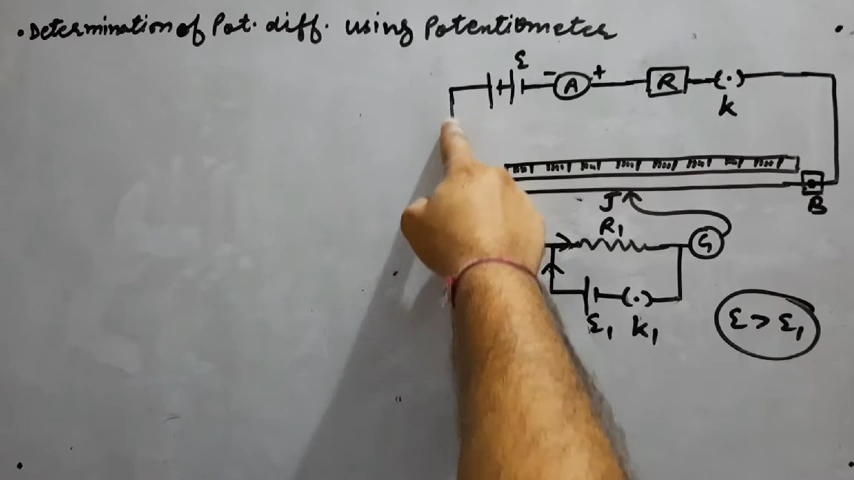 Determination of Pot. diff. using Potentiometer
ε
- A + R
k
J
B
R₁
G
ε₁ k₁
ε > ε₁